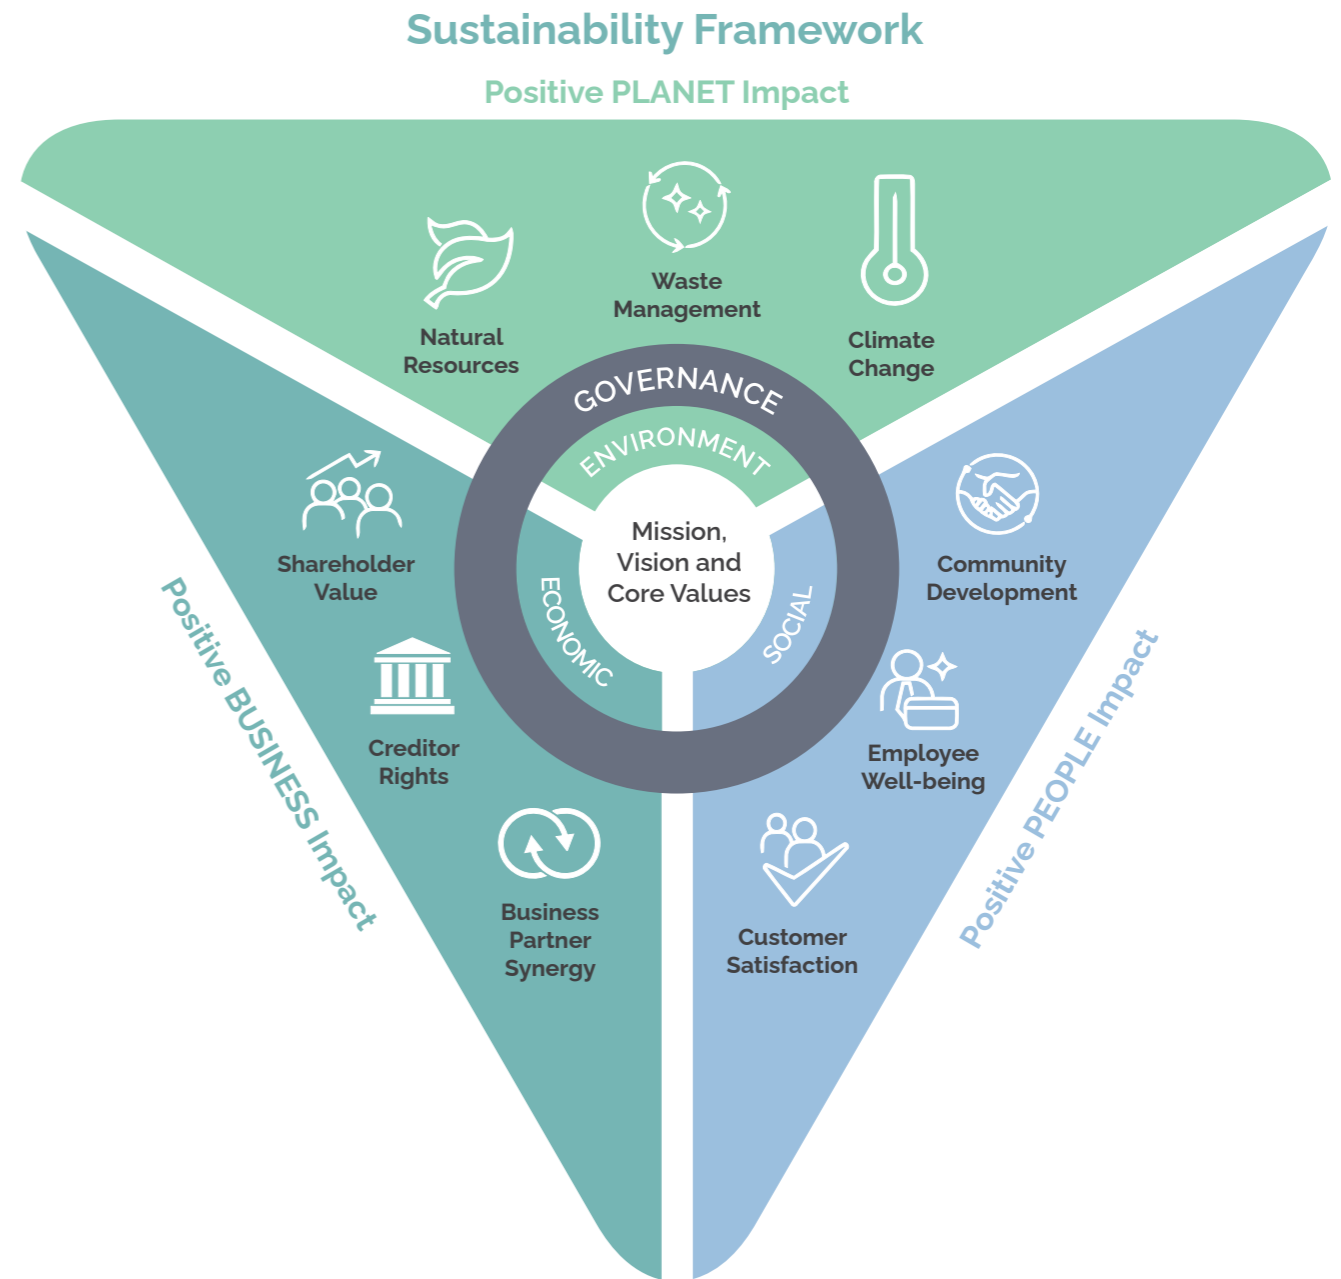 Sustainability Framework
Positive PLANET Impact
Natural
Resources
Waste
Management
Climate
Change
GOVERNANCE
ENVIRONMENT
Mission,
Vision and
Core Values
ECONOMIC
SOCIAL
Shareholder
Value
Creditor
Rights
Business
Partner
Synergy
Positive BUSINESS Impact
Community
Development
Employee
Well-being
Customer
Satisfaction
Positive PEOPLE Impact